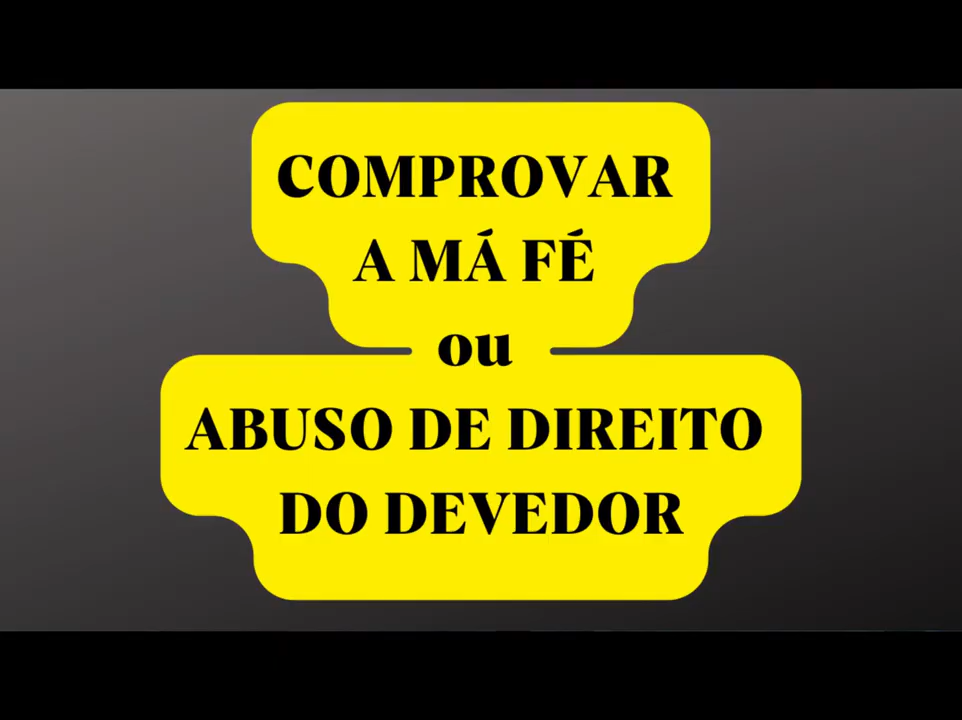 COMPROVAR
A MÁ FÉ
ou
ABUSO DE DIREITO
DO DEVEDOR